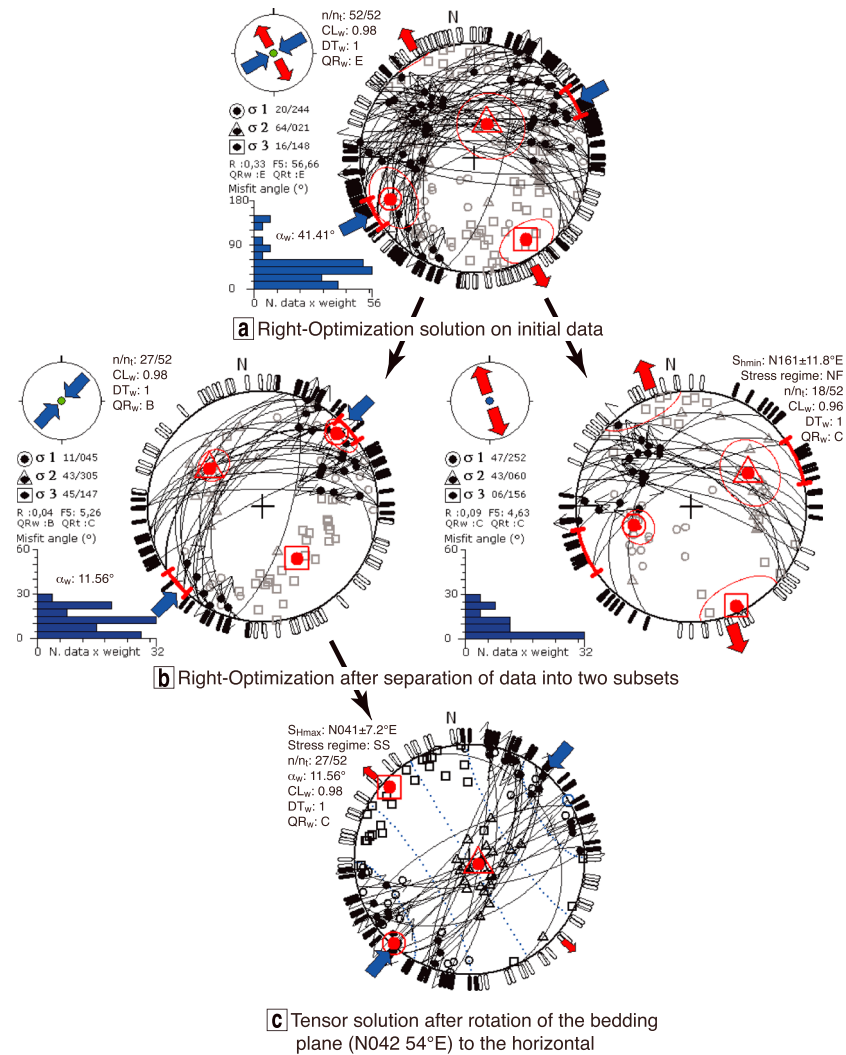 n/nt: 52/52
CLw: 0.98
DTw: 1
QRw: E
N
σ 1 20/244
σ 2 64/021
σ 3 16/148
R :0,33 F5: 56,66
QRw :E QRt :E
Misfit angle (°)
180
90
0
αw: 41.41°
0 N. data x weight 56
a Right-Optimization solution on initial data
n/nt: 27/52
CLw: 0.98
DTw: 1
QRw: B
N
σ 1 11/045
σ 2 43/305
σ 3 45/147
R :0,04 F5: 5,26
QRw :B QRt :C
Misfit angle (°)
60
30
0
αw: 11.56°
0 N. data x weight 32
N
Shmin: N161±11.8°E
Stress regime: NF
n/nt: 18/52
CLw: 0.96
DTw: 1
QRw: C
σ 1 47/252
σ 2 43/060
σ 3 06/156
R :0,09 F5: 4,63
QRw :C QRt :C
Misfit angle (°)
60
30
0
0 N. data x weight 32
b Right-Optimization after separation of data into two subsets
N
SHmax: N041±7.2°E
Stress regime: SS
n/nt: 27/52
αw: 11.56°
CLw: 0.98
DTw: 1
QRw: C
c Tensor solution after rotation of the bedding
plane (N042 54°E) to the horizontal